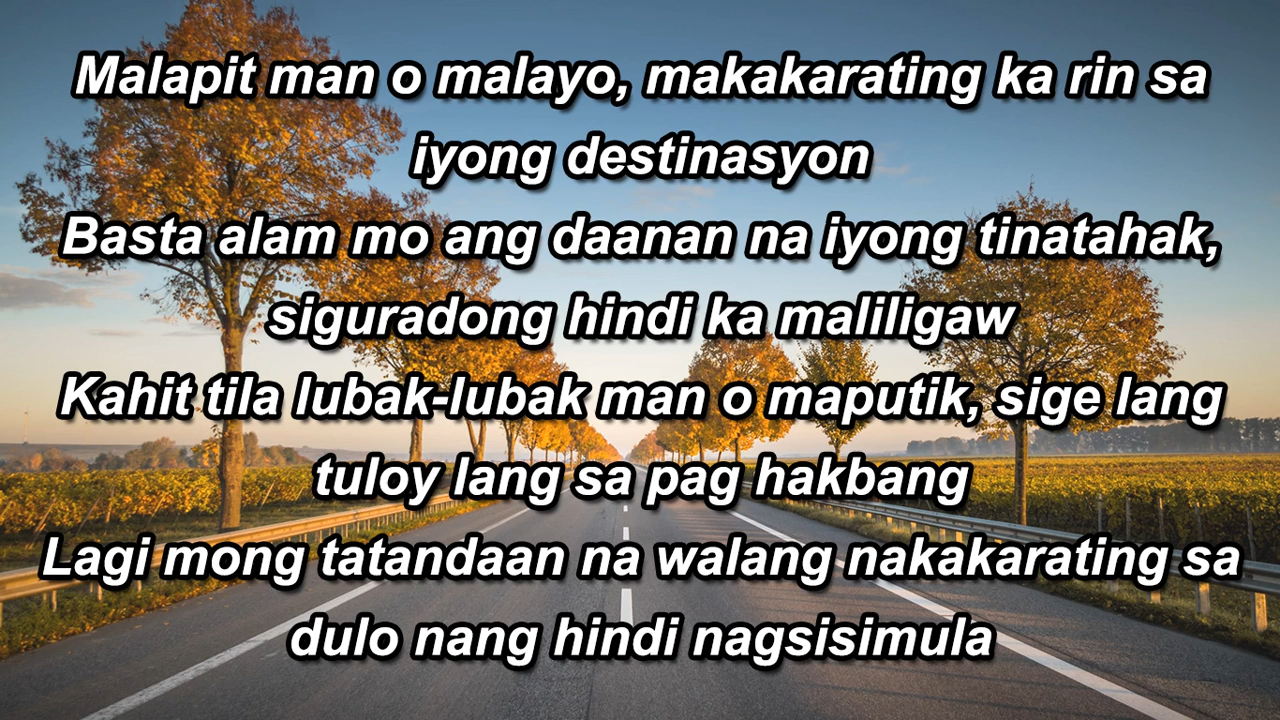 Malapit man o malayo, makakarating ka rin sa
iyong destinasyon
Basta alam mo ang daanan na iyong tinatahak,
siguradong hindi ka maliligaw
Kahit tila lubak-lubak man o maputik, sige lang
tuloy lang sa pag hakbang
Lagi mong tatandaan na walang nakakarating sa
dulo nang hindi nagsisimula